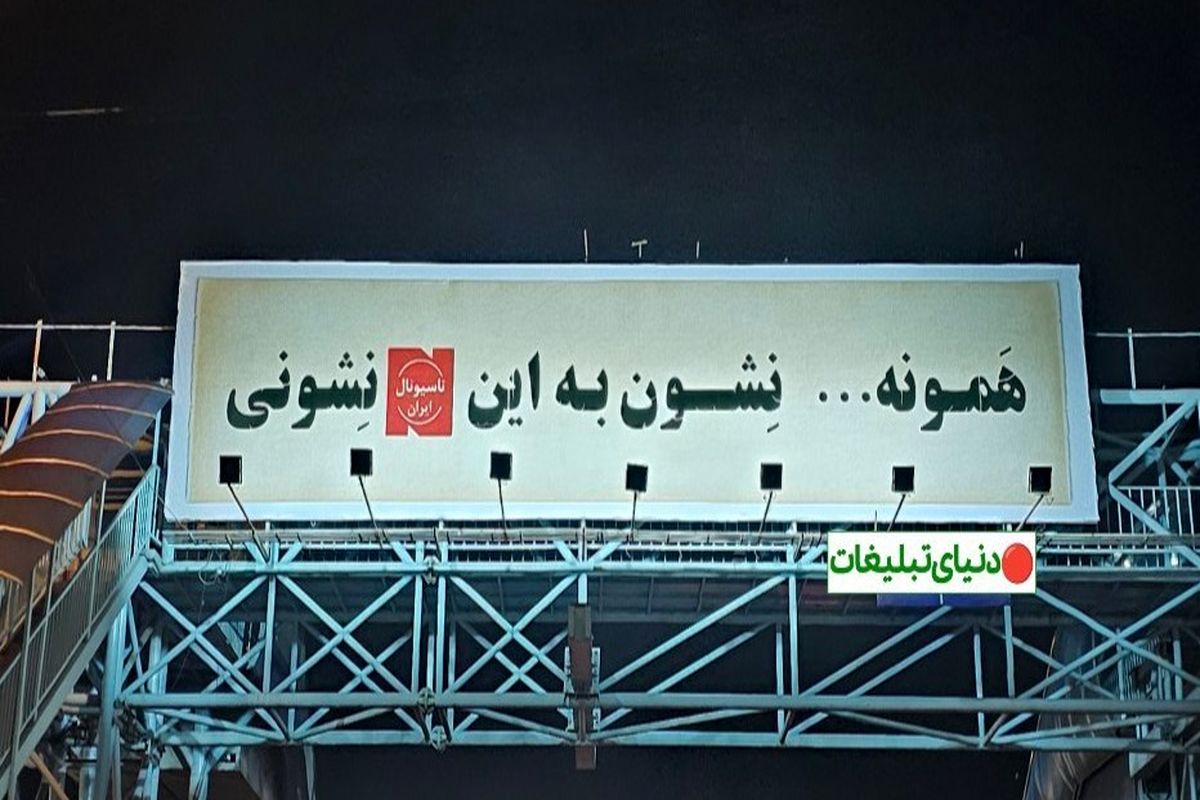 هَمونه... نِشون به این نِشونی
ناسیونال
ایران
دنیای تبلیغات